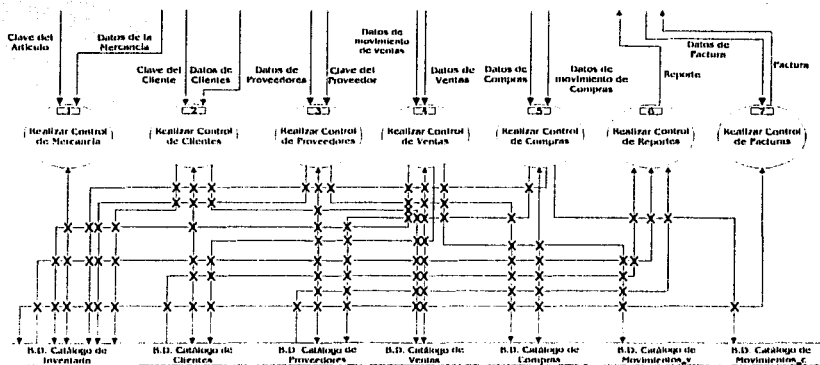 Clave del
Artículo
Datos de la
Mercancía
Clave del
Cliente
Datos de
Clientes
Datos de
Proveedores
Clave del
Proveedor
Datos de
movimiento
de ventas
Datos de
Ventas
Datos de
Compras
Datos de
movimiento de
Compras
Reporte
Datos de
Factura
Factura
1
Realizar Control
de Mercancía
2
Realizar Control
de Clientes
3
Realizar Control
de Proveedores
4
Realizar Control
de Ventas
5
Realizar Control
de Compras
6
Realizar Control
de Reportes
7
Realizar Control
de Facturas
B.D. Catálogo de
Inventario
B.D. Catálogo de
Clientes
B.D. Catálogo de
Proveedores
B.D. Catálogo de
Ventas
B.D. Catálogo de
Compras
B.D. Catálogo de
Movimientos_v
B.D. Catálogo de
Movimientos_c